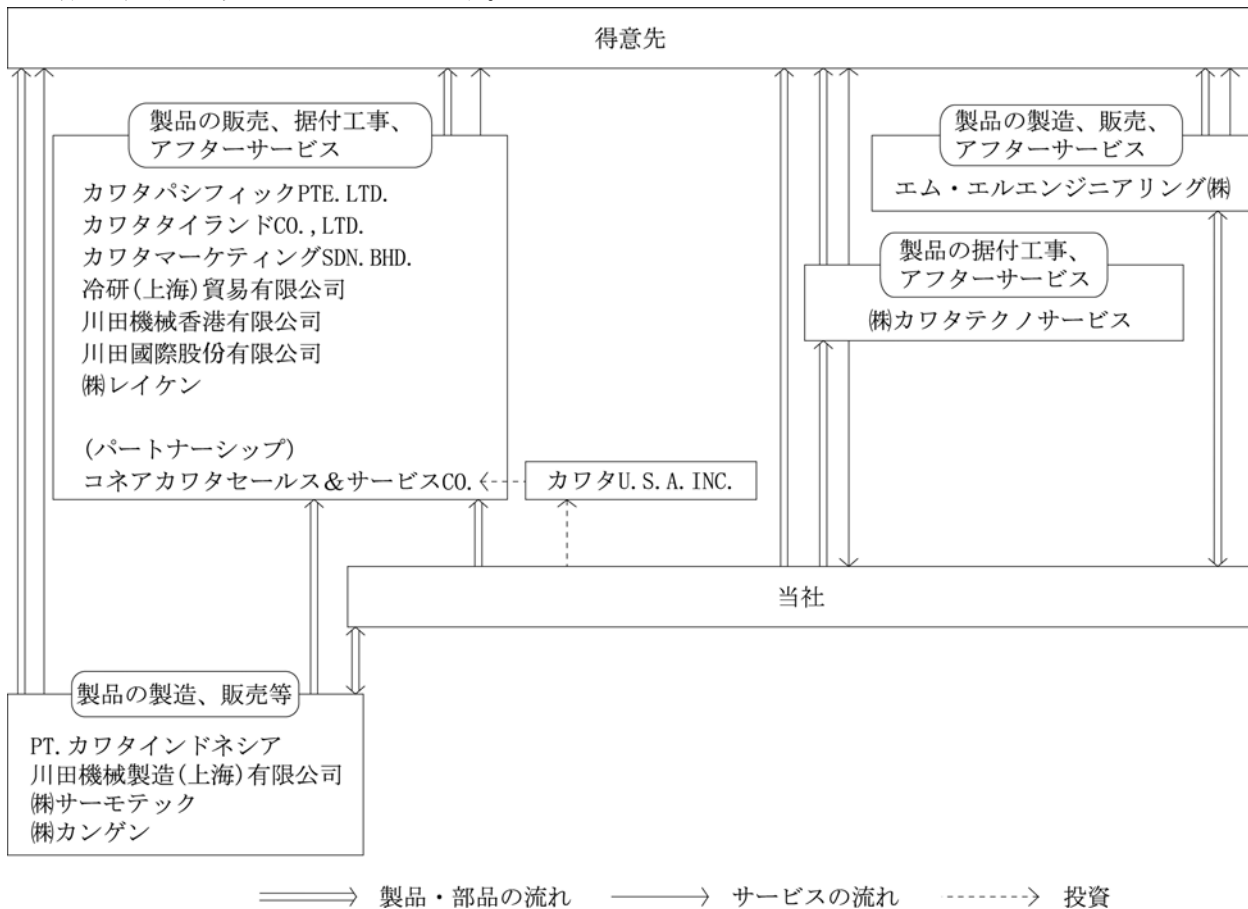 得意先
製品の販売、据付工事、
アフターサービス
カワタパシフィックPTE.LTD.
カワタタイランドCO.,LTD.
カワタマーケティングSDN.BHD.
冷研(上海)貿易有限公司
川田機械香港有限公司
川田國際股份有限公司
㈱レイケン
(パートナーシップ)
コネアカワタセールス&サービスCO.
カワタU.S.A.INC.
製品の製造、販売、
アフターサービス
エム・エルエンジニアリング㈱
製品の据付工事、
アフターサービス
㈱カワタテクノサービス
当社
製品の製造、販売等
PT.カワタインドネシア
川田機械製造(上海)有限公司
㈱サーモテック
㈱カンゲン
製品・部品の流れ
サービスの流れ
投資